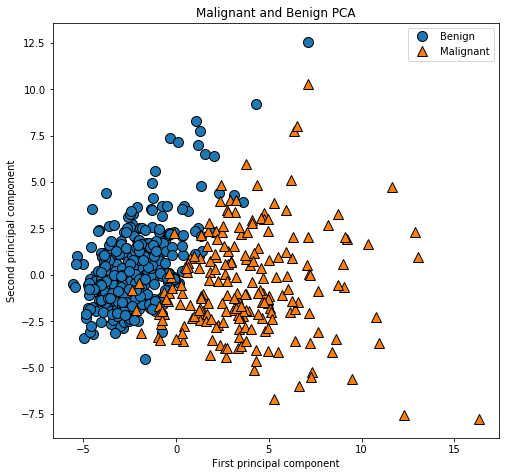 Malignant and Benign PCA
Benign
Malignant
Second principal component
12.5
10.0
7.5
5.0
2.5
0.0
−2.5
−5.0
−7.5
−5
0
5
10
15
First principal component